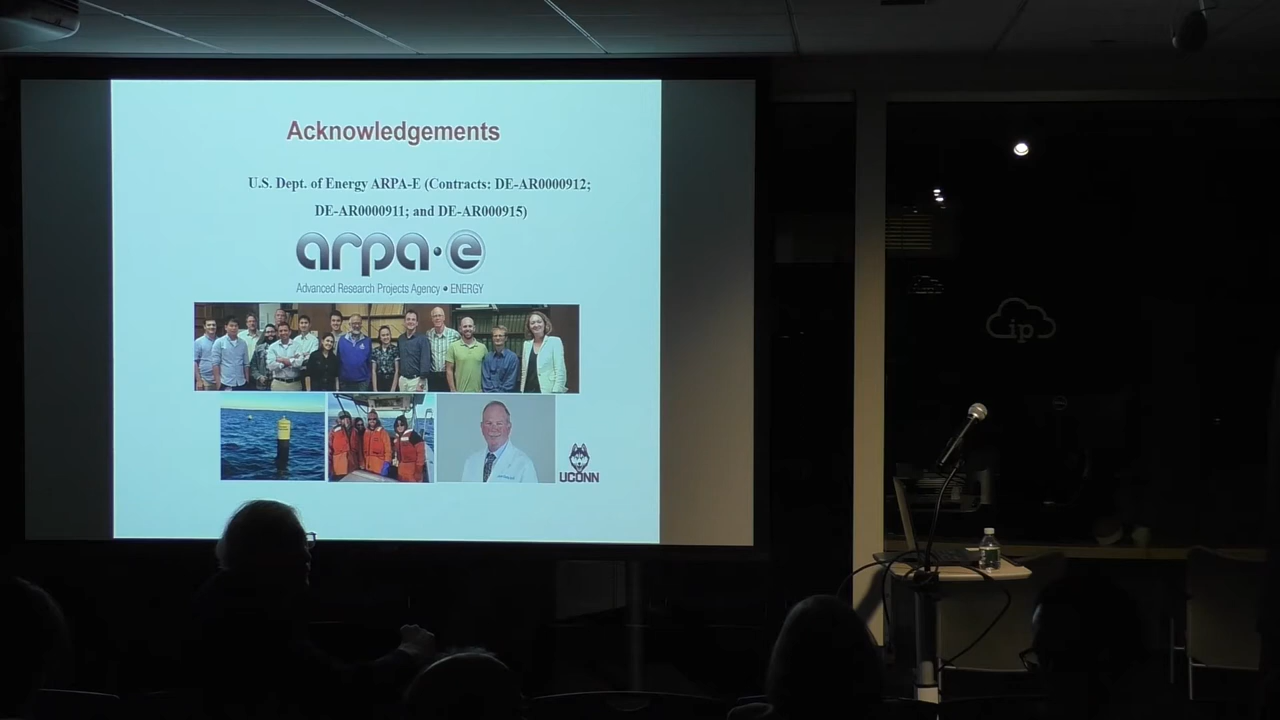 Acknowledgements
U.S. Dept. of Energy ARPA-E (Contracts: DE-AR0000912;
DE-AR0000911; and DE-AR000915)
arpa·e
Advanced Research Projects Agency • ENERGY
UCONN
ip